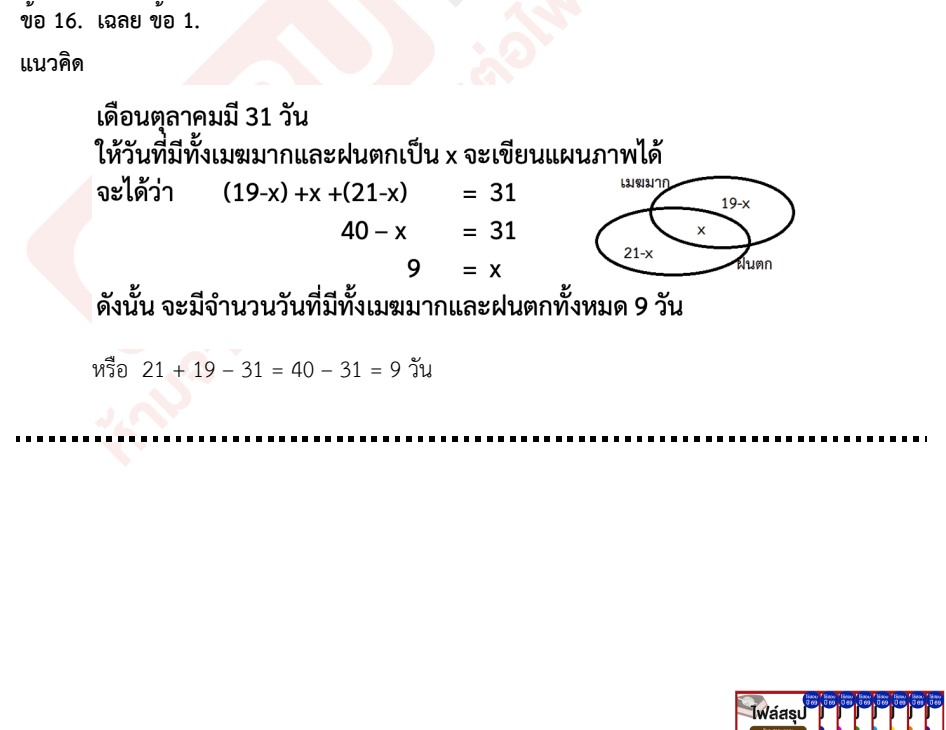 ข้อ 16. เฉลย ข้อ 1.
แนวคิด
เดือนตุลาคมมี 31 วัน
ให้วันที่มีทั้งเมฆมากและฝนตกเป็น x จะเขียนแผนภาพได้
จะได้ว่า (19-x) +x +(21-x) = 31
40 – x = 31
9 = x
เมฆมาก
19-x
x
21-x
ฝนตก
ดังนั้น จะมีจำนวนวันที่มีทั้งเมฆมากและฝนตกทั้งหมด 9 วัน
หรือ 21 + 19 – 31 = 40 – 31 = 9 วัน
ไฟล์สรุป